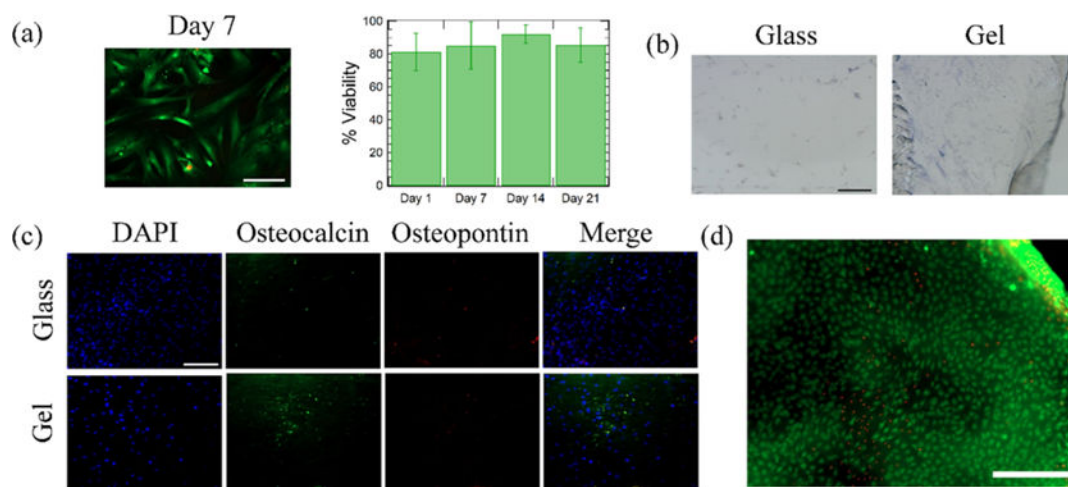 (a)
Day 7
% Viability
100
80
60
40
20
0
Day 1
Day 7
Day 14
Day 21
(b)
Glass
Gel
(c)
DAPI
Osteocalcin
Osteopontin
Merge
Glass
Gel
(d)